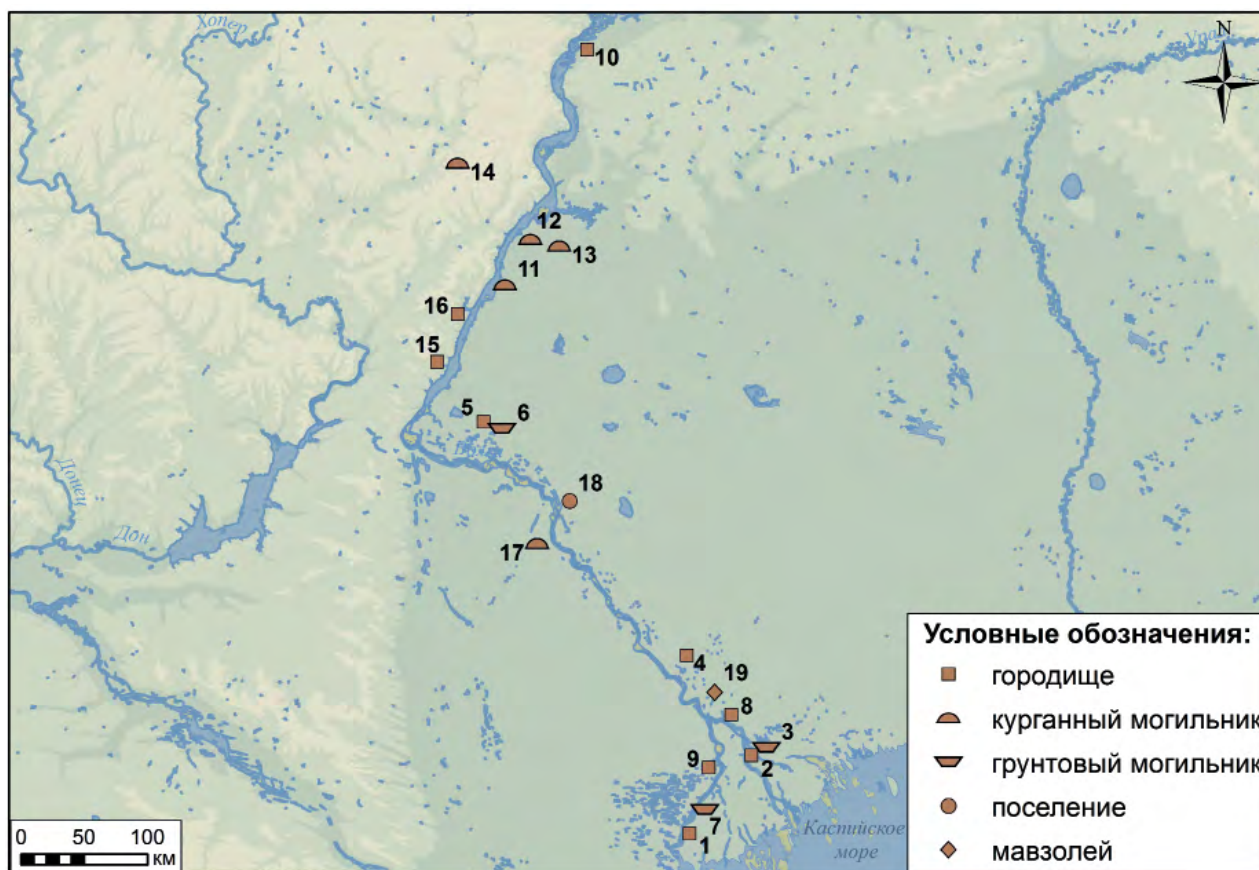 Хопер
Урал
N
10
14
12
13
11
16
15
5
6
18
Донец
Дон
17
4
19
8
3
2
9
7
1
Каспийское
море
0 50 100
КМ
Условные обозначения:
городище
курганный могильник
грунтовый могильник
поселение
мавзолей